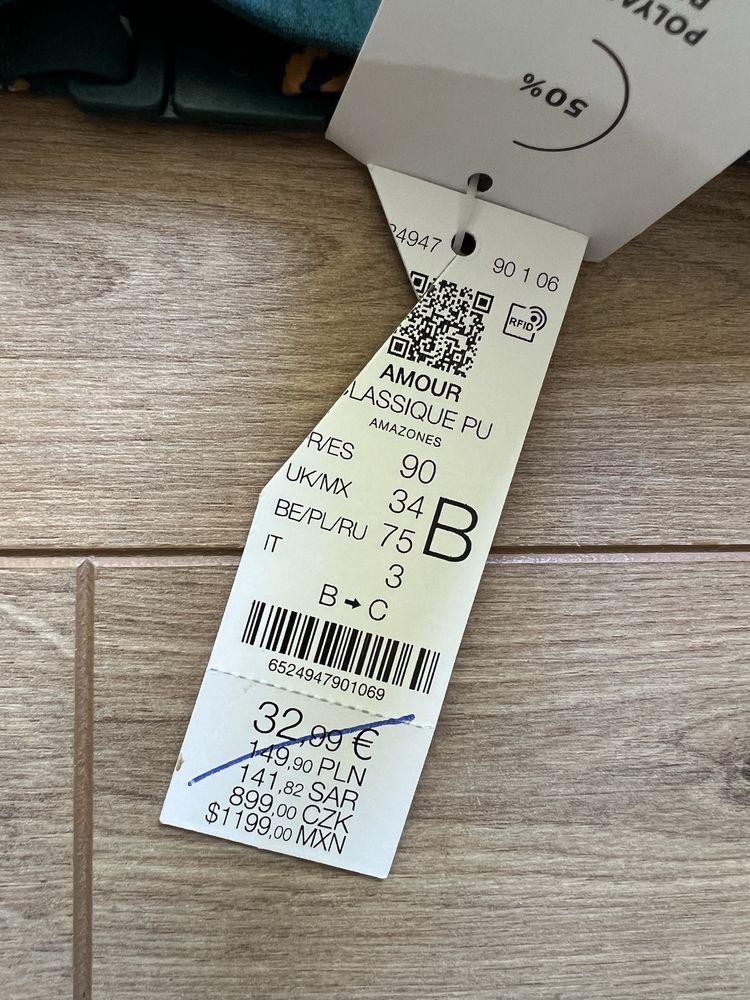 50%
24947 90 1 06
RFID
AMOUR
CLASSIQUE PU
AMAZONES
R/ES 90
UK/MX 34
BE/PL/RU 75 B
IT 3
B → C
6524947901069
32,99 €
149,90 PLN
141,82 SAR
899,00 CZK
$1199,00 MXN